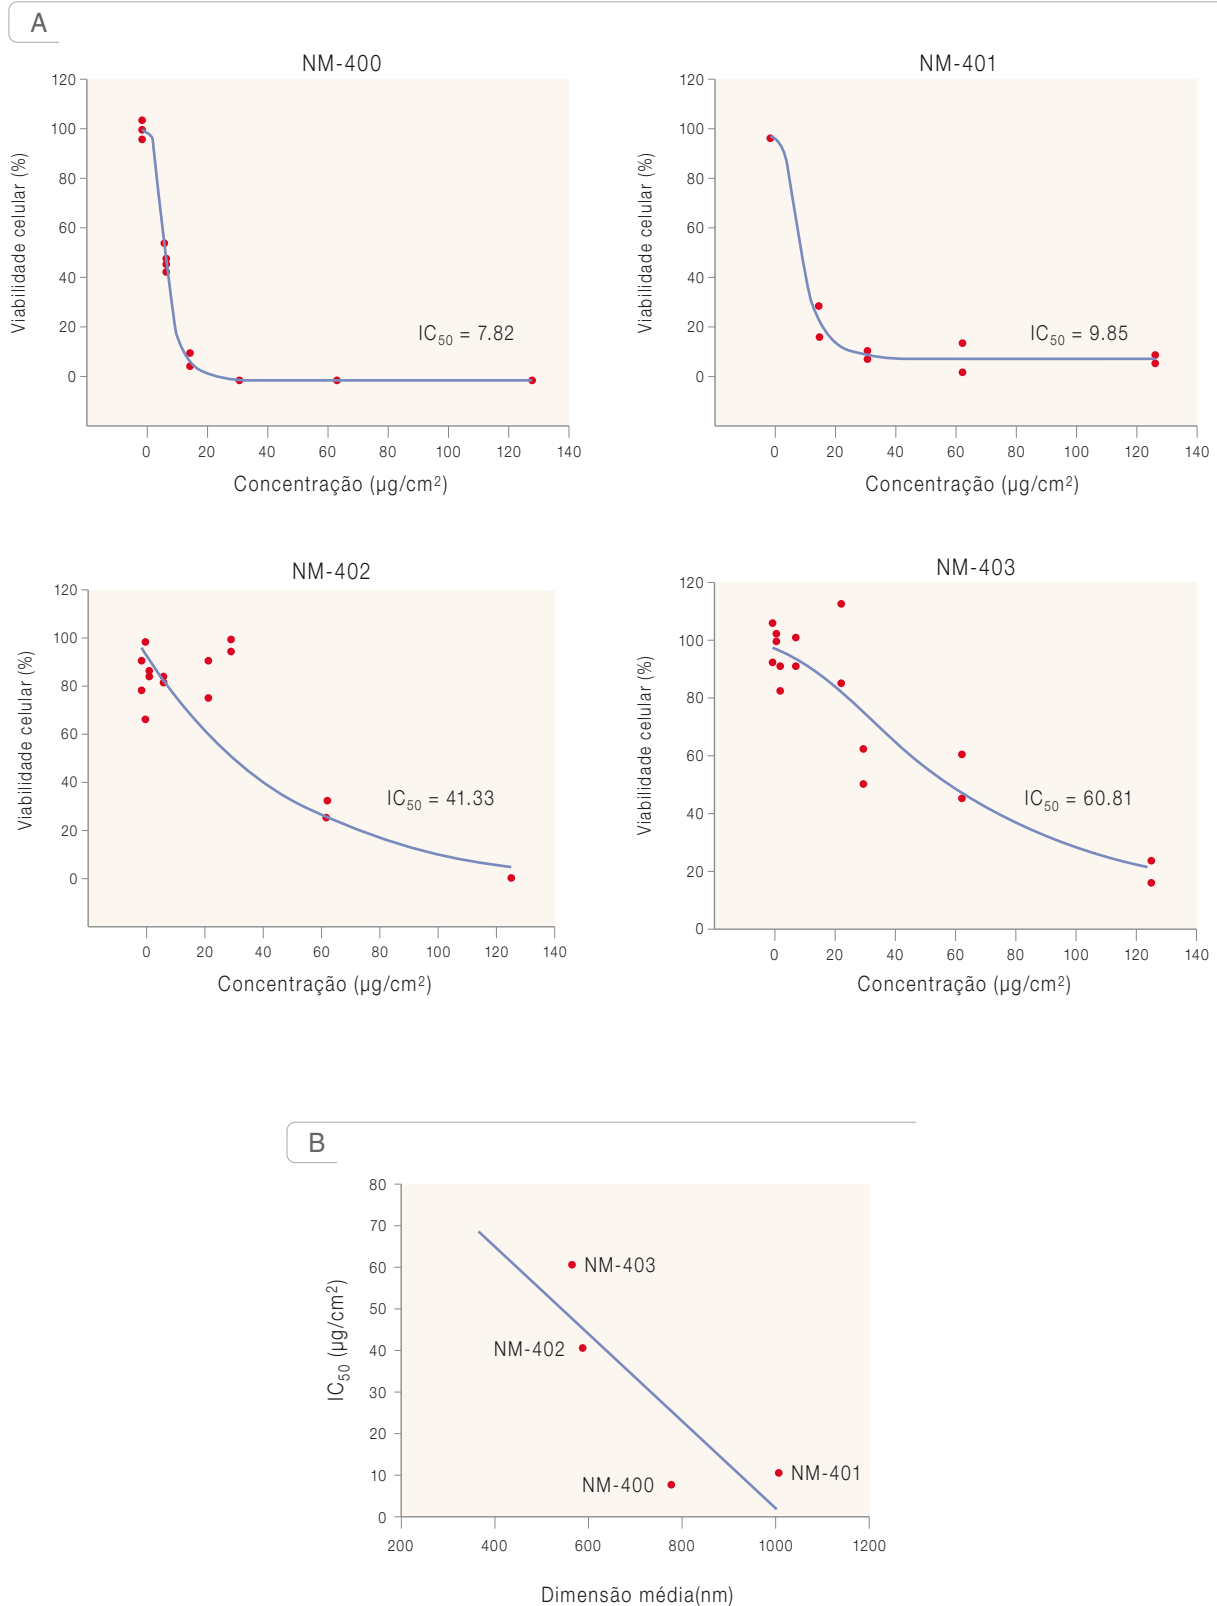 A
NM-400
120
100
80
60
40
20
0
Viabilidade celular (%)
IC50 = 7.82
0 20 40 60 80 100 120 140
Concentração (µg/cm²)
NM-401
120
100
80
60
40
20
0
Viabilidade celular (%)
IC50 = 9.85
0 20 40 60 80 100 120 140
Concentração (µg/cm²)
NM-402
120
100
80
60
40
20
0
Viabilidade celular (%)
IC50 = 41.33
0 20 40 60 80 100 120 140
Concentração (µg/cm²)
NM-403
120
100
80
60
40
20
0
Viabilidade celular (%)
IC50 = 60.81
0 20 40 60 80 100 120 140
Concentração (µg/cm²)
B
80
70
60
50
40
30
20
10
0
IC50 (µg/cm²)
NM-403
NM-402
NM-401
NM-400
200 400 600 800 1000 1200
Dimensão média(nm)